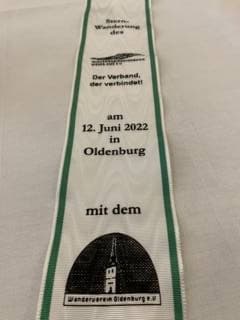 Stern-
Wanderung
des
Der Verband,
der verbindet!
am
12. Juni 2022
in
Oldenburg
mit dem
Wanderverein Oldenburg e.V